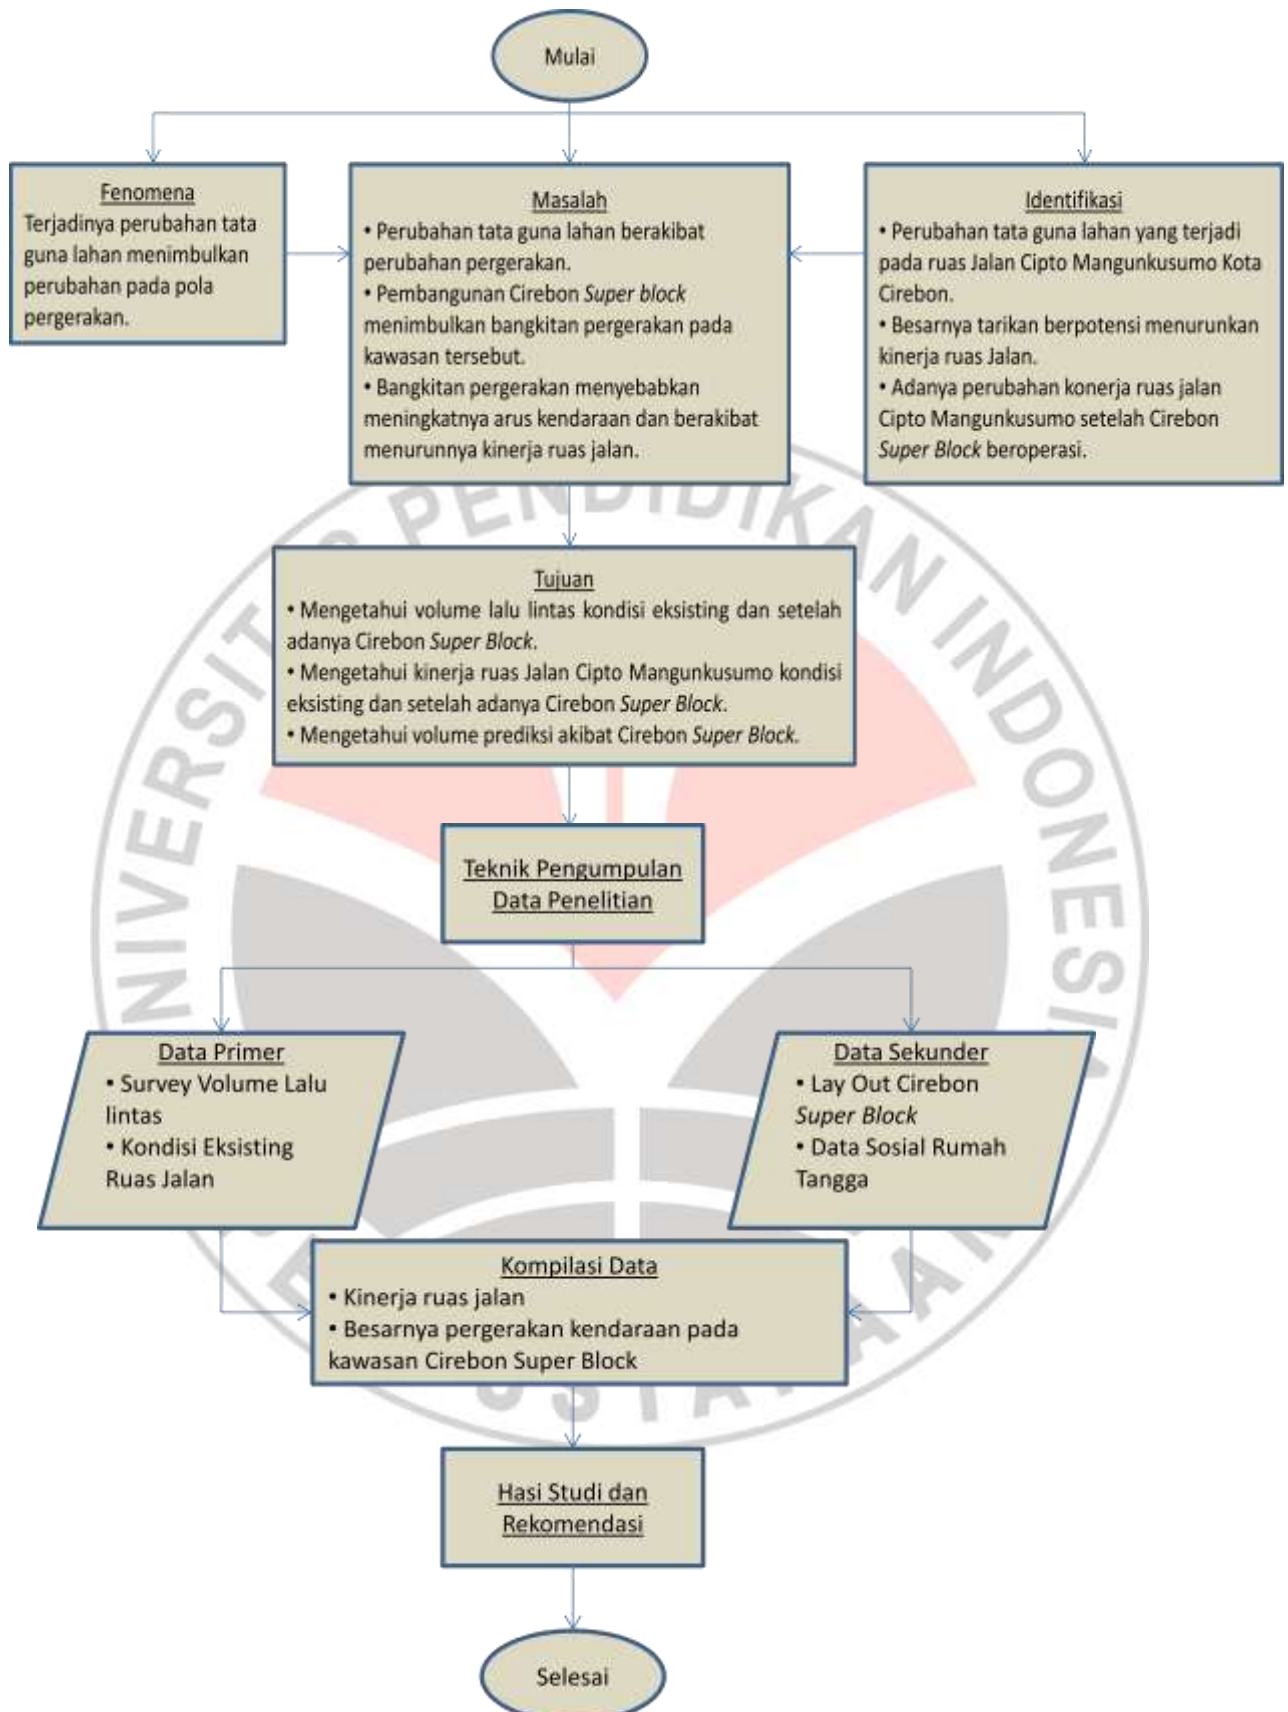 Mulai
Fenomena
Terjadinya perubahan tata
guna lahan menimbulkan
perubahan pada pola
pergerakan.
Masalah
• Perubahan tata guna lahan berakibat
perubahan pergerakan.
• Pembangunan Cirebon Super block
menimbulkan bangkitan pergerakan pada
kawasan tersebut.
• Bangkitan pergerakan menyebabkan
meningkatnya arus kendaraan dan berakibat
menurunnya kinerja ruas jalan.
Identifikasi
• Perubahan tata guna lahan yang terjadi
pada ruas Jalan Cipto Mangunkusumo Kota
Cirebon.
• Besarnya tarikan berpotensi menurunkan
kinerja ruas Jalan.
• Adanya perubahan konerja ruas jalan
Cipto Mangunkusumo setelah Cirebon
Super Block beroperasi.
Tujuan
• Mengetahui volume lalu lintas kondisi eksisting dan setelah
adanya Cirebon Super Block.
• Mengetahui kinerja ruas Jalan Cipto Mangunkusumo kondisi
eksisting dan setelah adanya Cirebon Super Block.
• Mengetahui volume prediksi akibat Cirebon Super Block.
Teknik Pengumpulan
Data Penelitian
Data Primer
• Survey Volume Lalu
lintas
• Kondisi Eksisting
Ruas Jalan
Data Sekunder
• Lay Out Cirebon
Super Block
• Data Sosial Rumah
Tangga
Kompilasi Data
• Kinerja ruas jalan
• Besarnya pergerakan kendaraan pada
kawasan Cirebon Super Block
Hasi Studi dan
Rekomendasi
Selesai
PENDIDIKAN INDONESIA